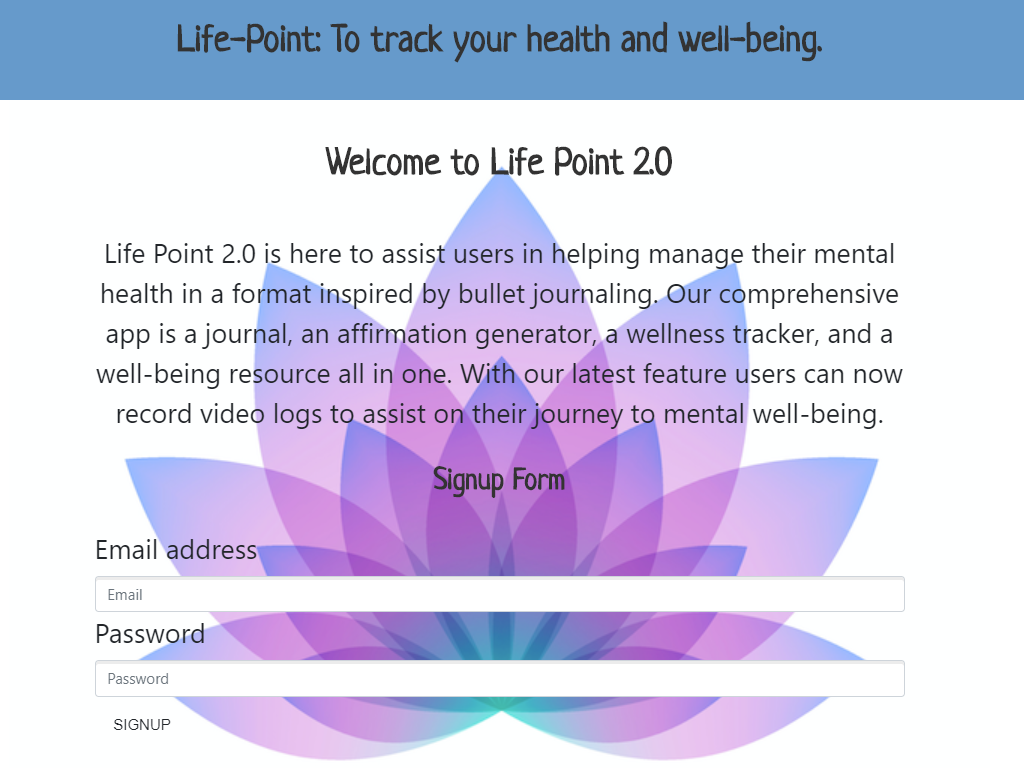 Life-Point: To track your health and well-being.
Welcome to Life Point 2.0
Life Point 2.0 is here to assist users in helping manage their mental
health in a format inspired by bullet journaling. Our comprehensive
app is a journal, an affirmation generator, a wellness tracker, and a
well-being resource all in one. With our latest feature users can now
record video logs to assist on their journey to mental well-being.
Signup Form
Email address
Email
Password
Password
SIGNUP